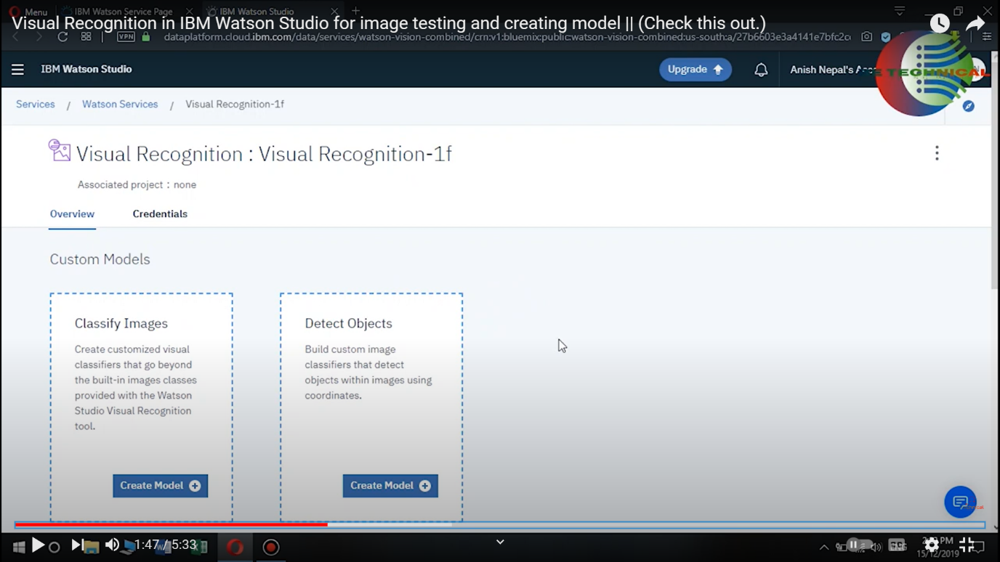 Menu
IBM Watson Service Page
IBM Watson Studio
Visual Recognition in IBM Watson Studio for image testing and creating model || (Check this out.)
VPN
dataplatform.cloud.ibm.com/data/services/watson-vision-combined/crn:v1:bluemix:public:watson-vision-combined:us-south:a/27b6603e3a4141e7bfc2c
IBM Watson Studio
Upgrade
Anish Nepal's
TECHNICAL
Services / Watson Services / Visual Recognition-1f
Visual Recognition : Visual Recognition-1f
Associated project : none
Overview
Credentials
Custom Models
Classify Images
Create customized visual
classifiers that go beyond
the built-in images classes
provided with the Watson
Studio Visual Recognition
tool.
Create Model
Detect Objects
Build custom image
classifiers that detect
objects within images using
coordinates.
Create Model
1:47 / 5:33
ENG
PM
15/12/2019